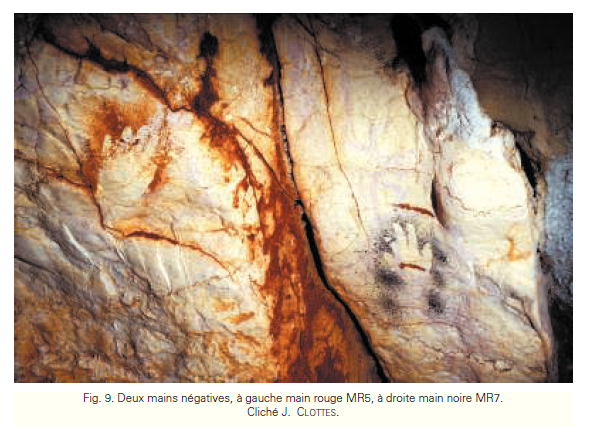 Fig. 9. Deux mains négatives, à gauche main rouge MR5, à droite main noire MR7.
Cliché J. CLOTTES.